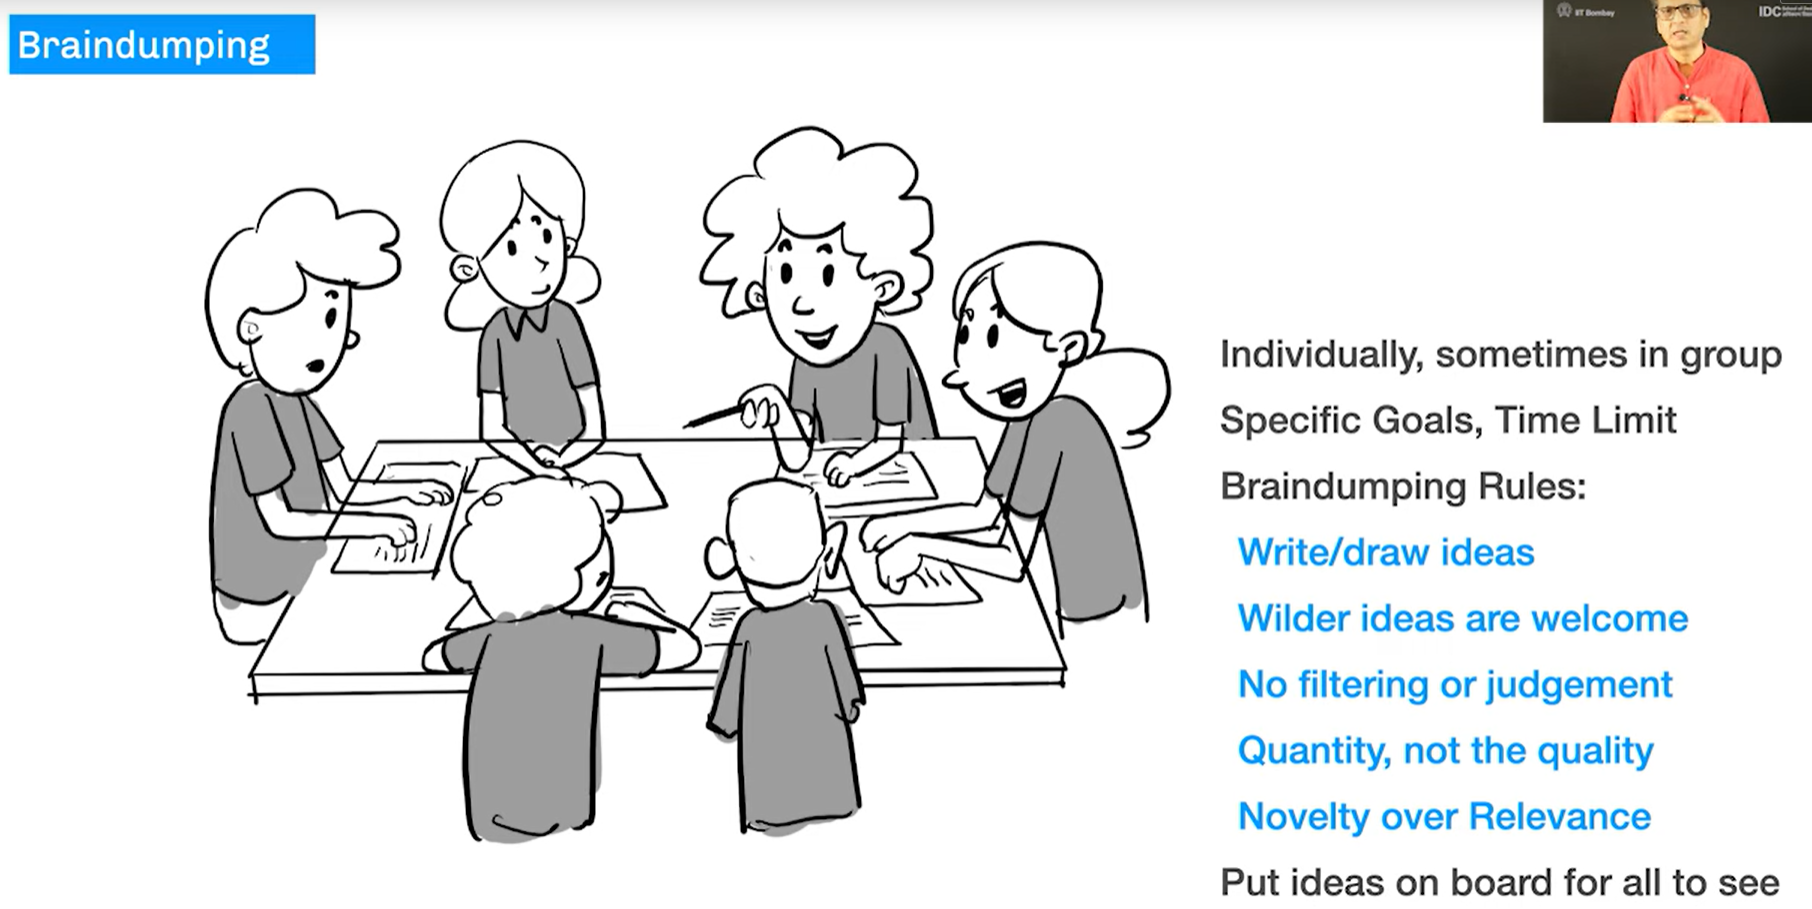 Braindumping
IIT Bombay
IDC
Individually, sometimes in group
Specific Goals, Time Limit
Braindumping Rules:
Write/draw ideas
Wilder ideas are welcome
No filtering or judgement
Quantity, not the quality
Novelty over Relevance
Put ideas on board for all to see